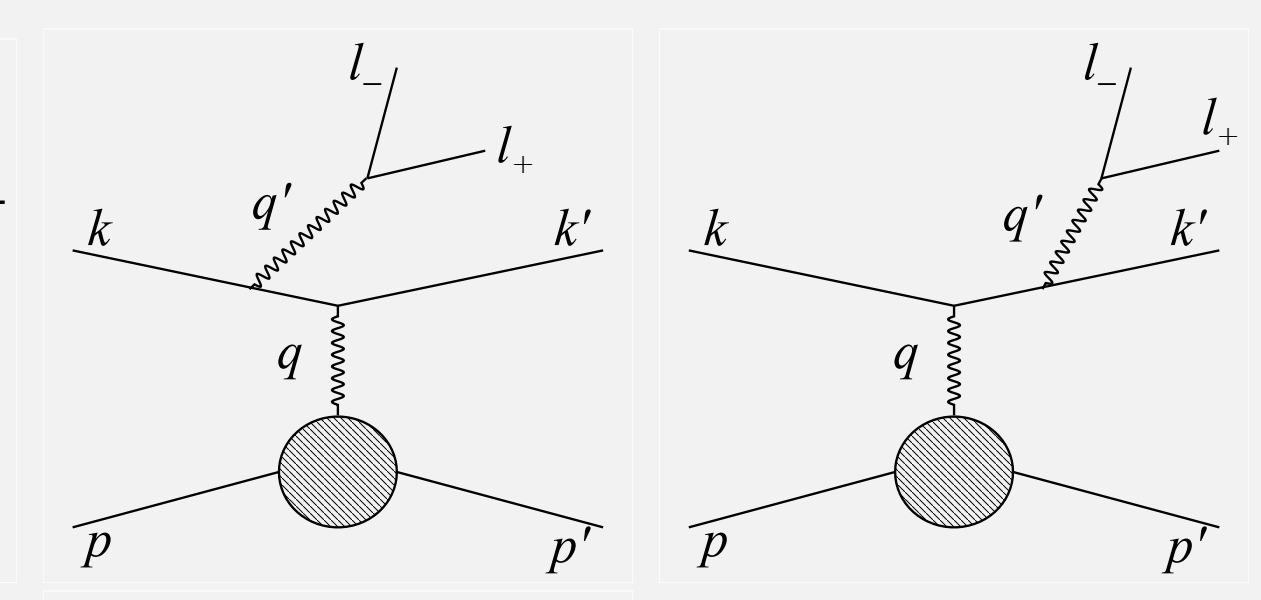 l_ l_
l₊ l₊
q′ q′
k k′ k k′
q q
p p′ p p′